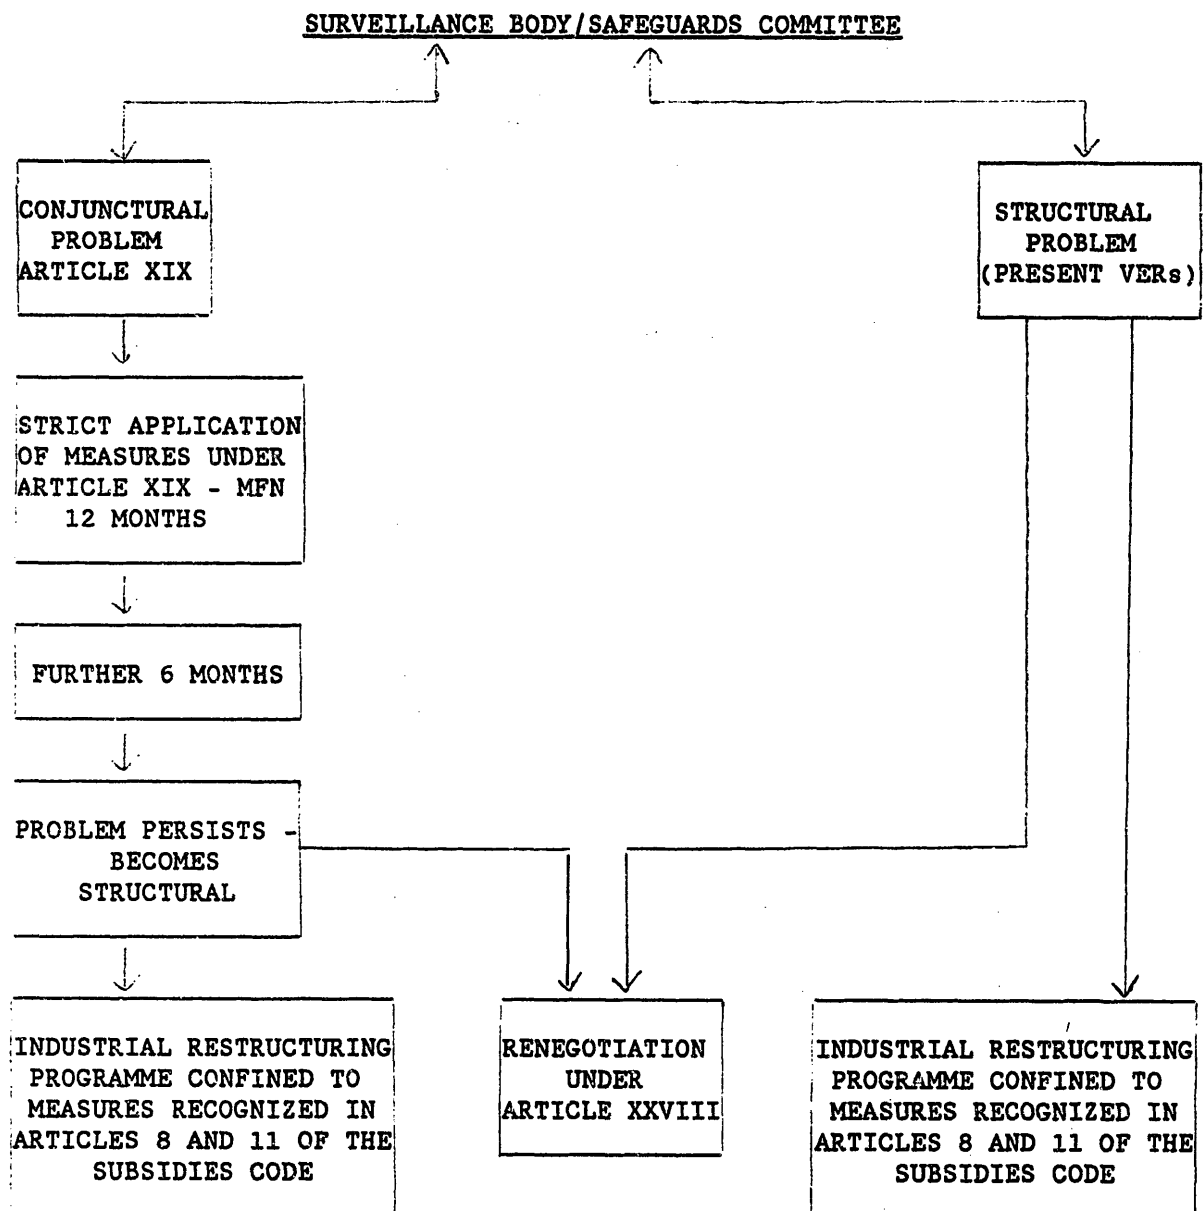 SURVEILLANCE BODY/SAFEGUARDS COMMITTEE
CONJUNCTURAL
PROBLEM
ARTICLE XIX
STRUCTURAL
PROBLEM
(PRESENT VERs)
STRICT APPLICATION
OF MEASURES UNDER
ARTICLE XIX - MFN
12 MONTHS
FURTHER 6 MONTHS
PROBLEM PERSISTS -
BECOMES
STRUCTURAL
INDUSTRIAL RESTRUCTURING
PROGRAMME CONFINED TO
MEASURES RECOGNIZED IN
ARTICLES 8 AND 11 OF THE
SUBSIDIES CODE
RENEGOTIATION
UNDER
ARTICLE XXVIII
INDUSTRIAL RESTRUCTURING
PROGRAMME CONFINED TO
MEASURES RECOGNIZED IN
ARTICLES 8 AND 11 OF THE
SUBSIDIES CODE